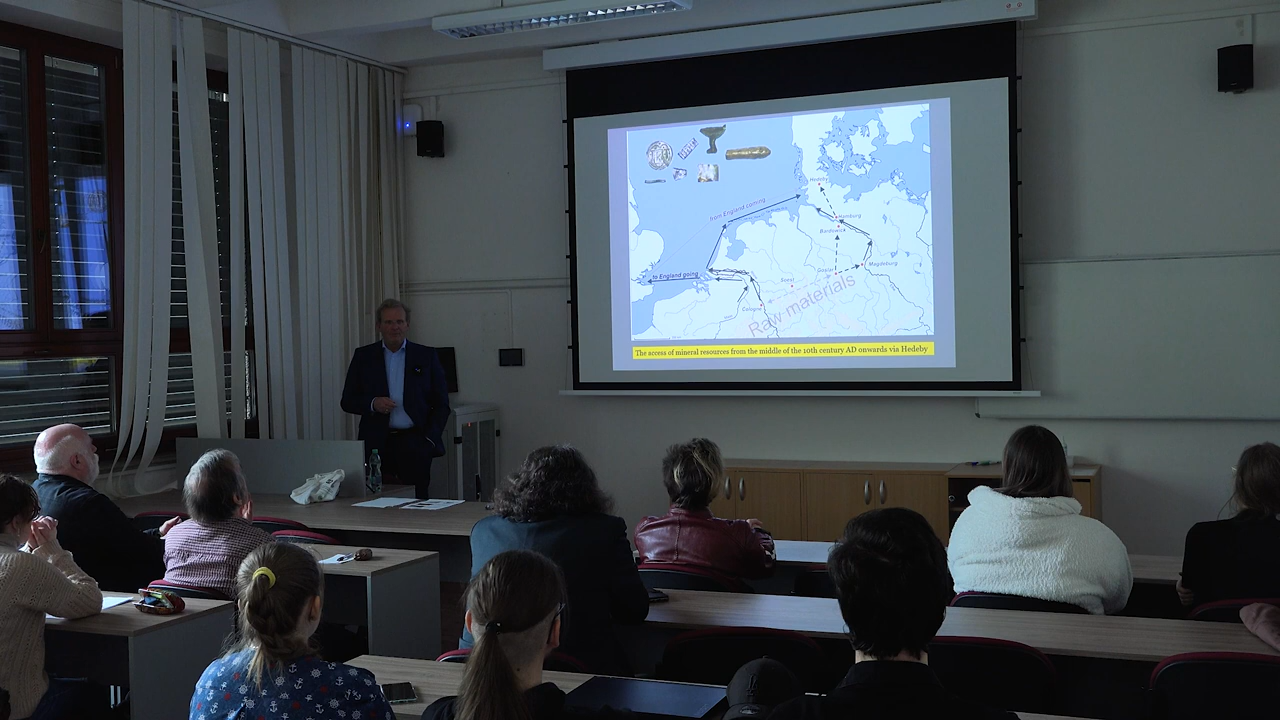 Hedeby
from England coming
Hamburg
Bardowick
to England going
Magdeburg
Goslar
Soest
Cologne
Raw materials
The access of mineral resources from the middle of the 10th century AD onwards via Hedeby